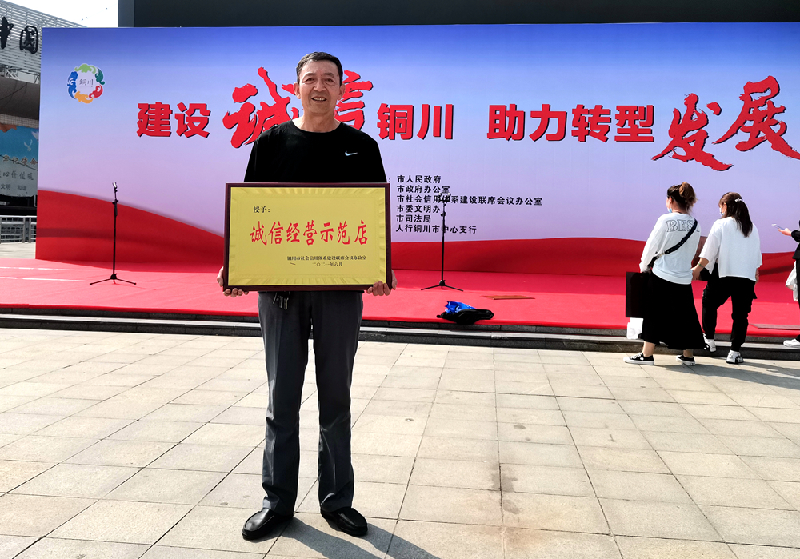 中国
铜川
建设诚信铜川 助力转型发展
市人民政府
市政府办公室
市社会信用体系建设联席会议办公室
市委文明办
市司法局
人行铜川市中心支行
授予：
诚信经营示范店